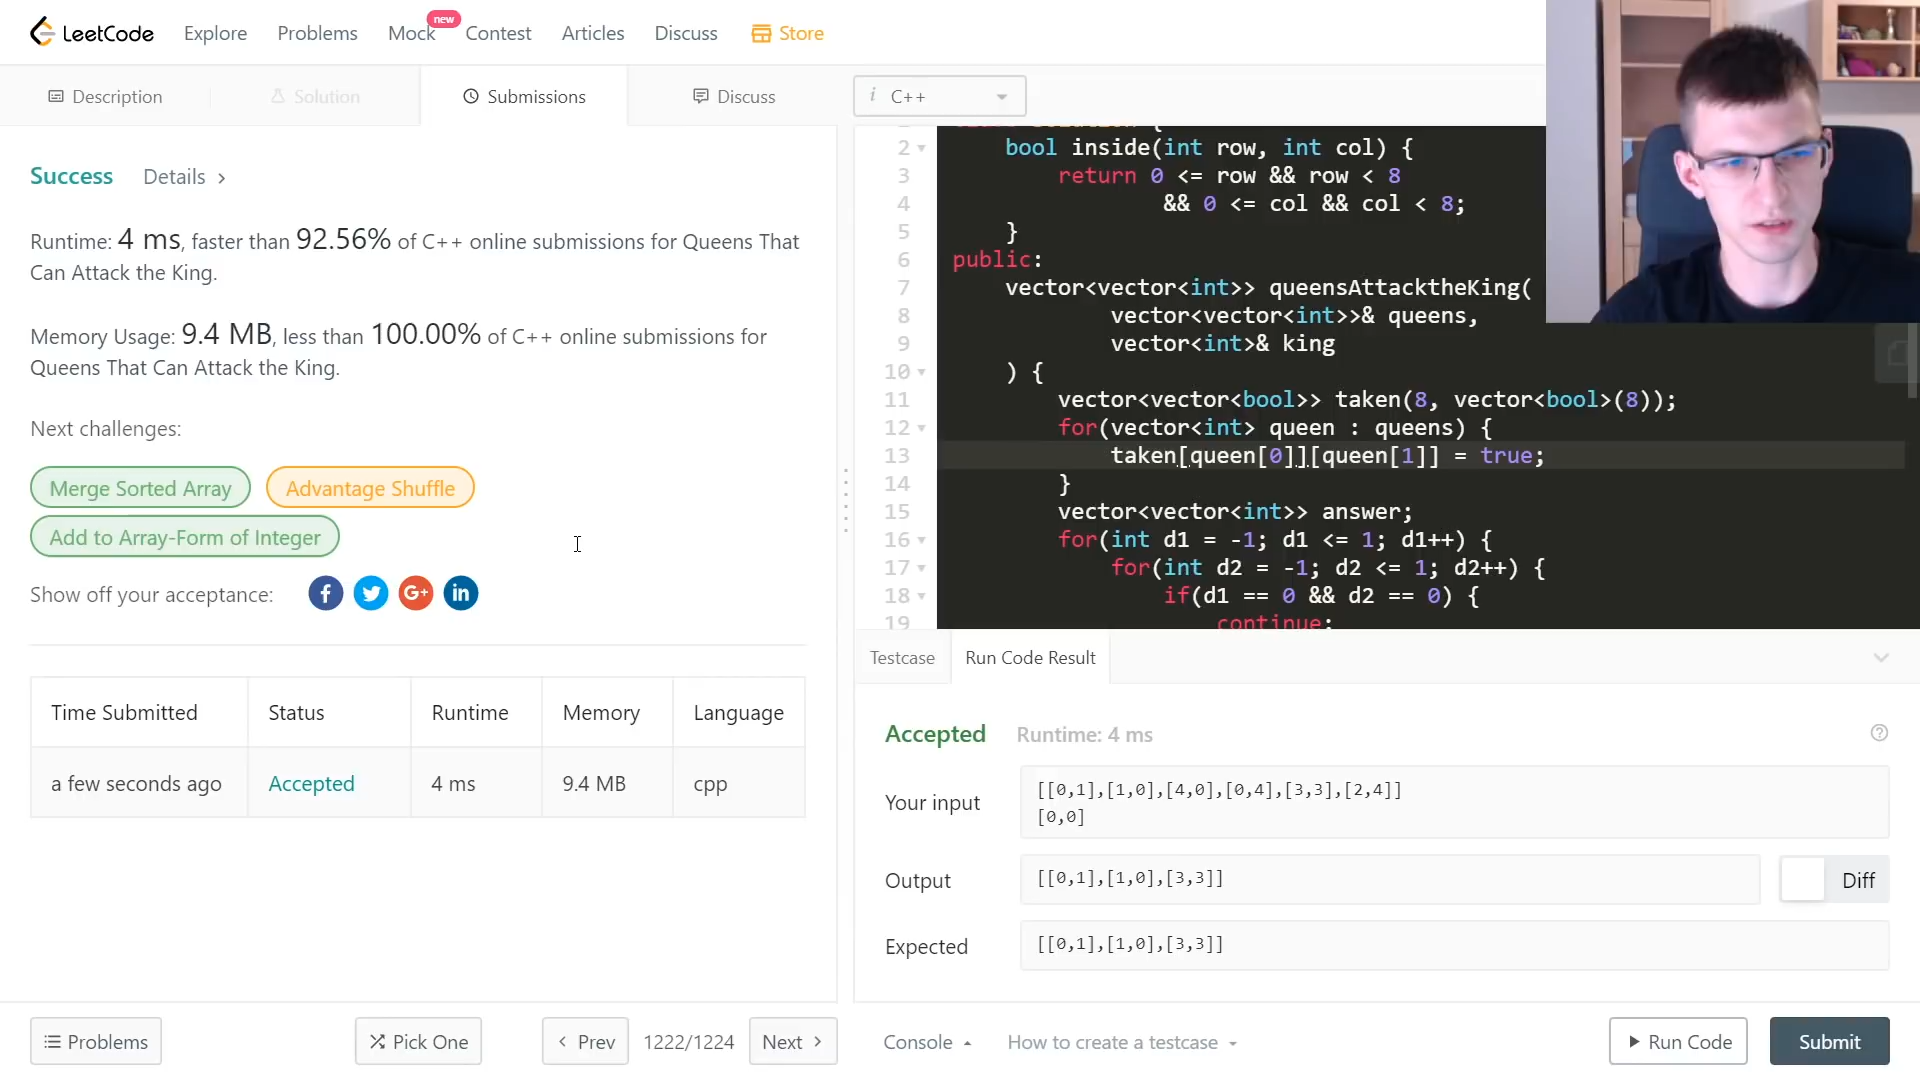 LeetCode
Explore
Problems
Mock
new
Contest
Articles
Discuss
Store
Description
Solution
Submissions
Discuss
i C++
Success Details >
Runtime: 4 ms, faster than 92.56% of C++ online submissions for Queens That
Can Attack the King.
Memory Usage: 9.4 MB, less than 100.00% of C++ online submissions for
Queens That Can Attack the King.
Next challenges:
Merge Sorted Array
Advantage Shuffle
Add to Array-Form of Integer
Show off your acceptance:
f
G+
in
Time Submitted Status Runtime Memory Language
a few seconds ago Accepted 4 ms 9.4 MB cpp
2 bool inside(int row, int col) {
3 return 0 <= row && row < 8
4 && 0 <= col && col < 8;
5 }
6 public:
7 vector<vector<int>> queensAttacktheKing(
8 vector<vector<int>>& queens,
9 vector<int>& king
10 ) {
11 vector<vector<bool>> taken(8, vector<bool>(8));
12 for(vector<int> queen : queens) {
13 taken[queen[0]][queen[1]] = true;
14 }
15 vector<vector<int>> answer;
16 for(int d1 = -1; d1 <= 1; d1++) {
17 for(int d2 = -1; d2 <= 1; d2++) {
18 if(d1 == 0 && d2 == 0) {
19 continue;
Testcase
Run Code Result
Accepted Runtime: 4 ms
Your input
[[0,1],[1,0],[4,0],[0,4],[3,3],[2,4]]
[0,0]
Output
[[0,1],[1,0],[3,3]]
Diff
Expected
[[0,1],[1,0],[3,3]]
Problems
Pick One
< Prev
1222/1224
Next >
Console
How to create a testcase
Run Code
Submit